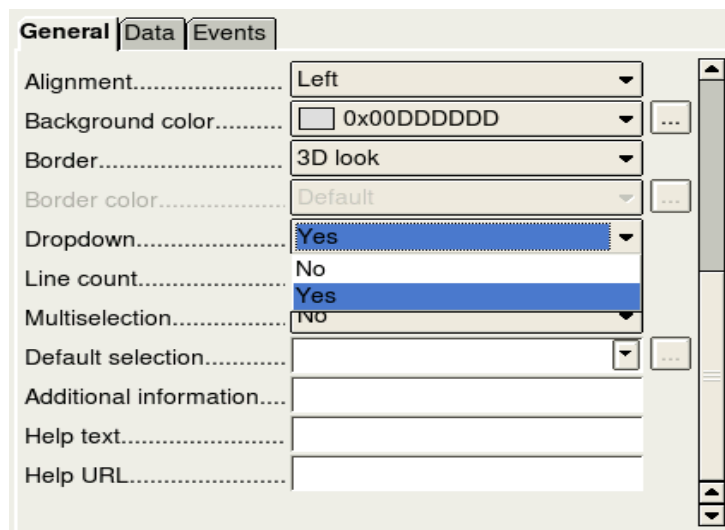 General Data Events
Alignment...................... Left
Background color.......... 0x00DDDDDD ...
Border........................... 3D look
Border color................... Default ...
Dropdown...................... Yes
No
Line count
Yes
Multiselection................. No
Default selection............ ...
Additional information....
Help text........................
Help URL.......................